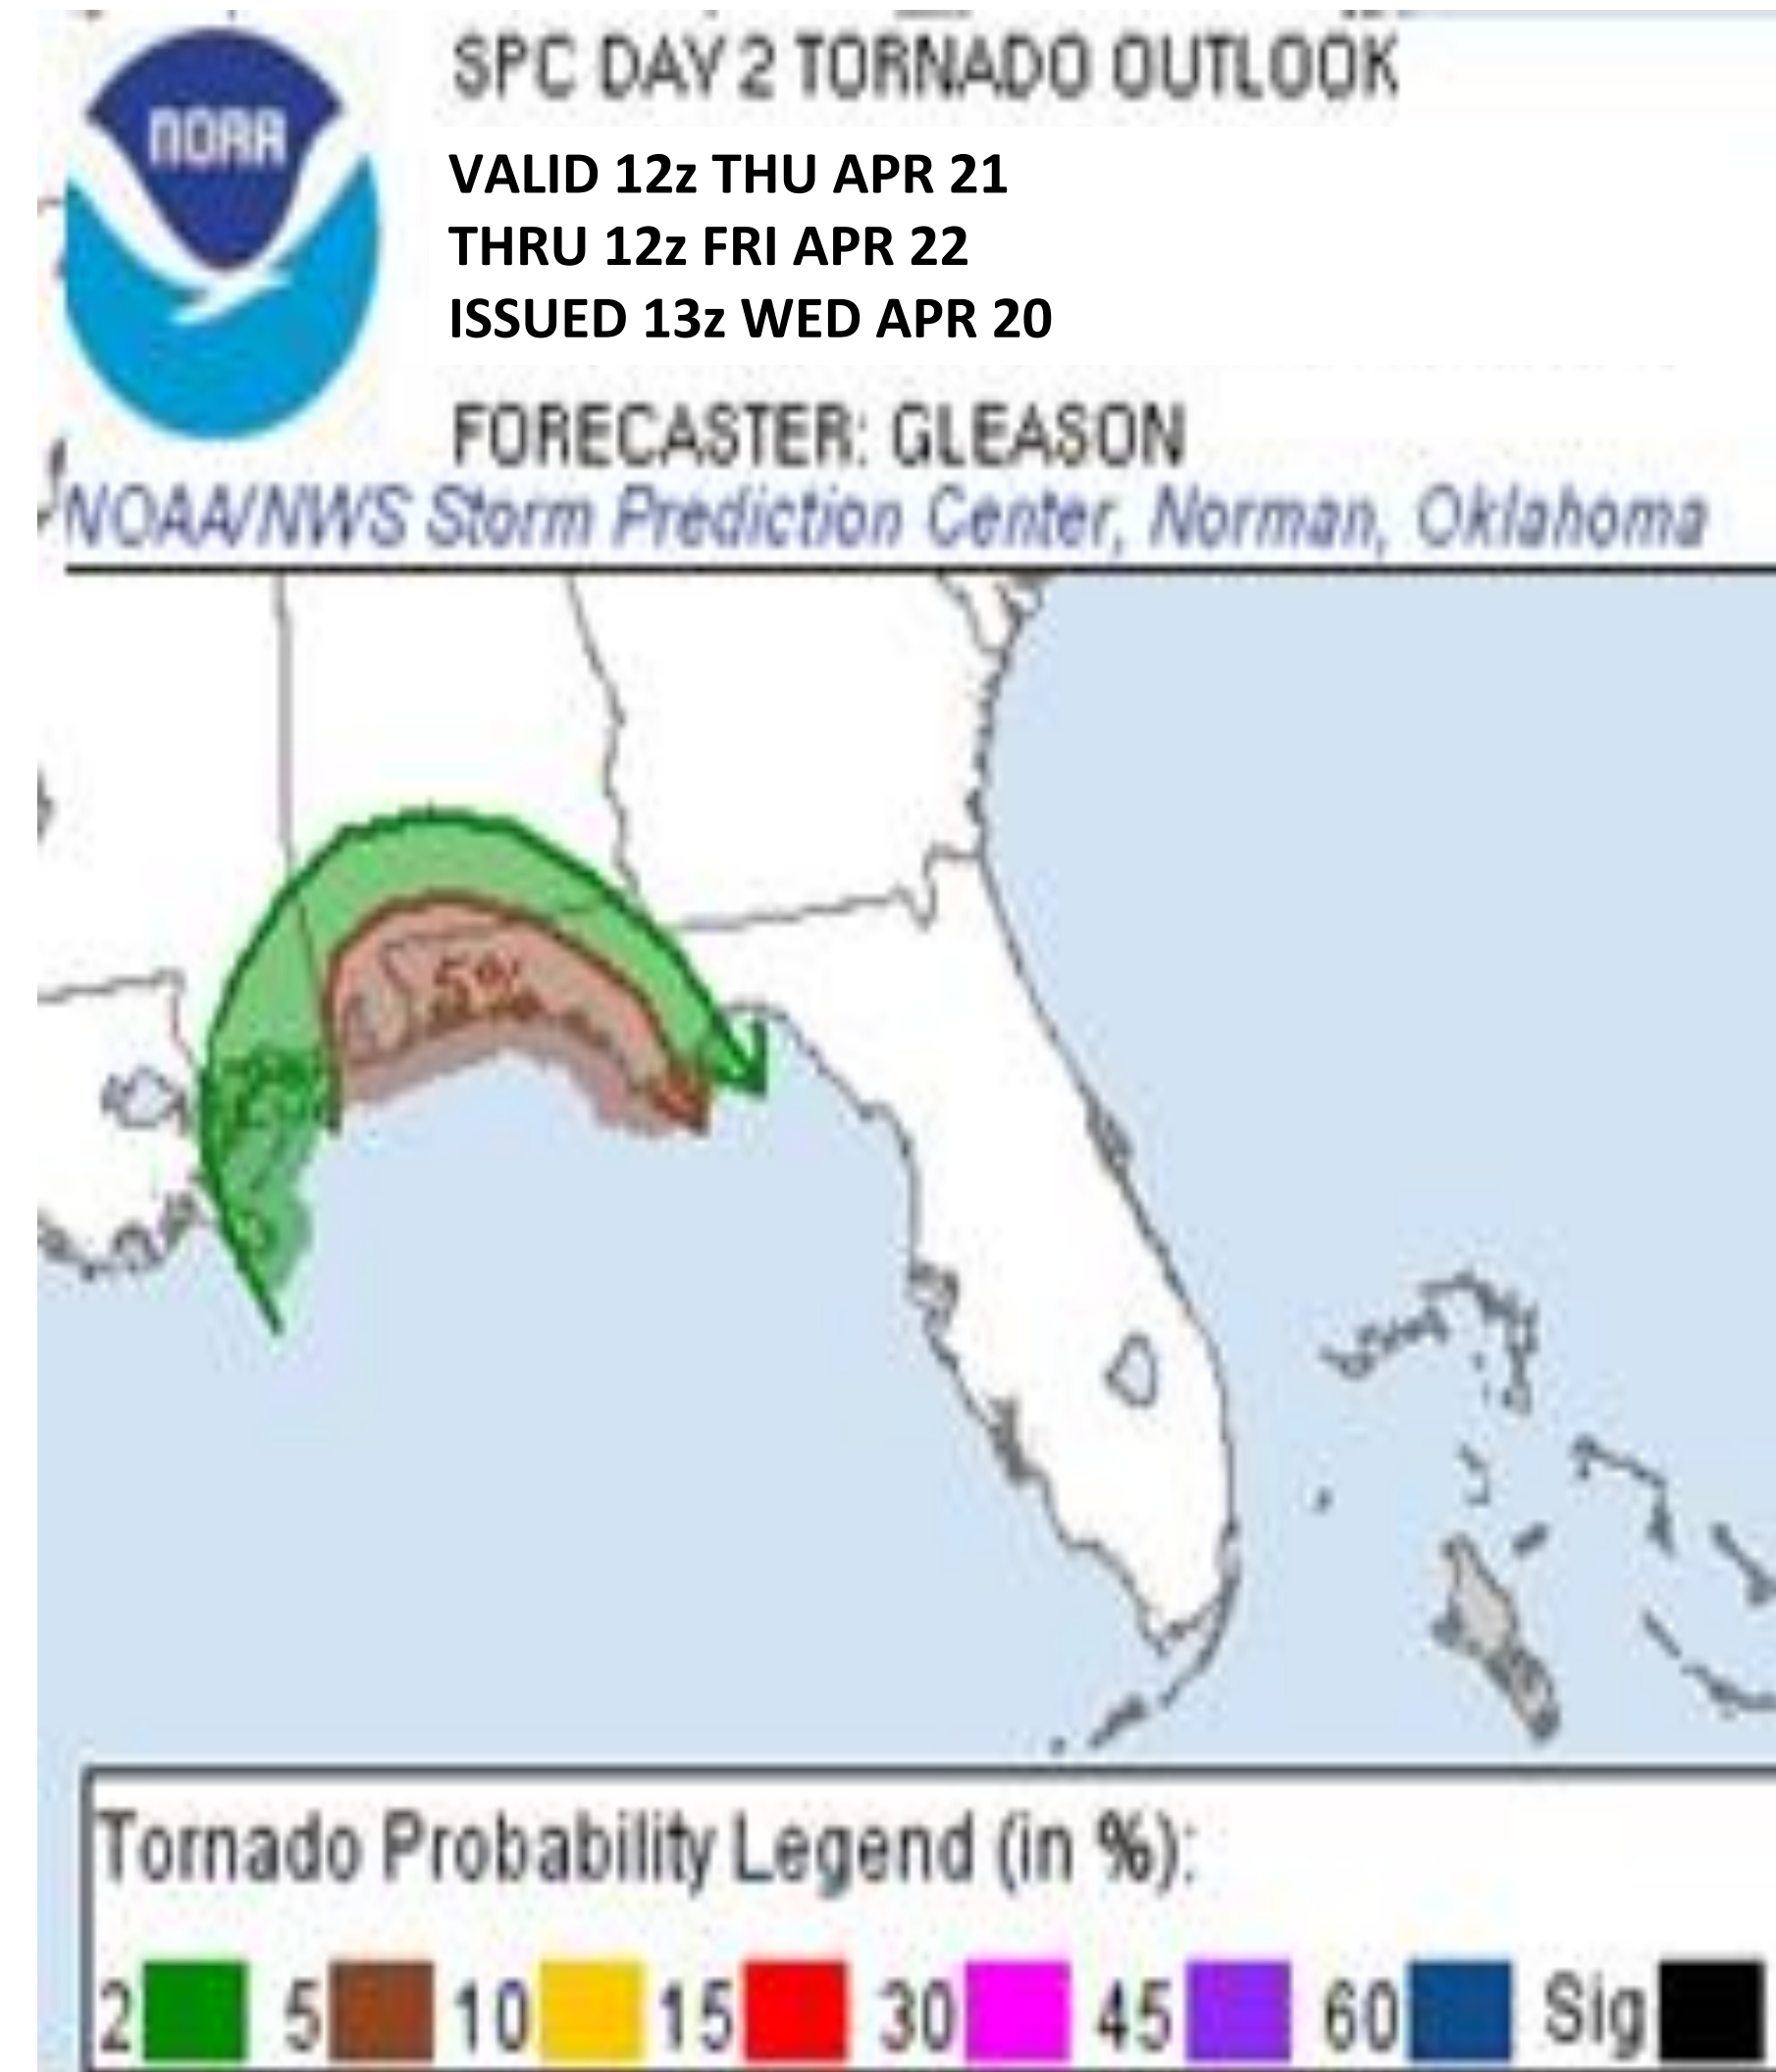 NOAA
SPC DAY 2 TORNADO OUTLOOK
VALID 12z THU APR 21
THRU 12z FRI APR 22
ISSUED 13z WED APR 20
FORECASTER: GLEASON
NOAA/NWS Storm Prediction Center, Norman, Oklahoma
5%
Tornado Probability Legend (in %):
2 5 10 15 30 45 60 Sig